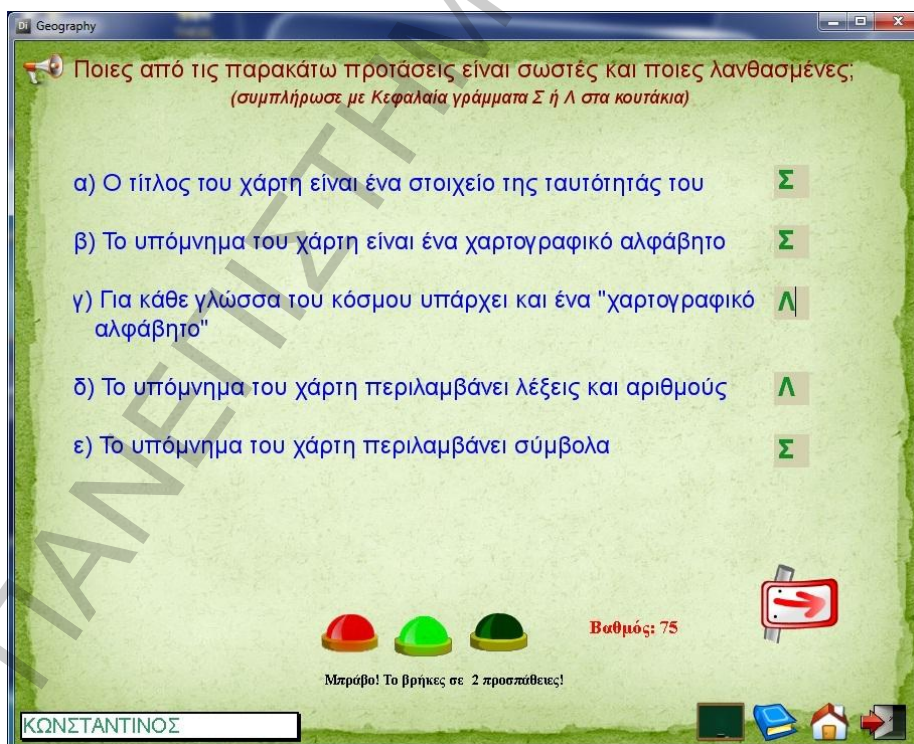 Di Geography
Ποιες από τις παρακάτω προτάσεις είναι σωστές και ποιες λανθασμένες;
(συμπλήρωσε με Κεφαλαία γράμματα Σ ή Λ στα κουτάκια)
α) Ο τίτλος του χάρτη είναι ένα στοιχείο της ταυτότητάς του Σ
β) Το υπόμνημα του χάρτη είναι ένα χαρτογραφικό αλφάβητο Σ
γ) Για κάθε γλώσσα του κόσμου υπάρχει και ένα "χαρτογραφικό Λ
αλφάβητο"
δ) Το υπόμνημα του χάρτη περιλαμβάνει λέξεις και αριθμούς Λ
ε) Το υπόμνημα του χάρτη περιλαμβάνει σύμβολα Σ
Βαθμός: 75
Μπράβο! Το βρήκες σε 2 προσπάθειες!
ΚΩΝΣΤΑΝΤΙΝΟΣ
ΠΑΝΕΠΙΣΤΗΜ